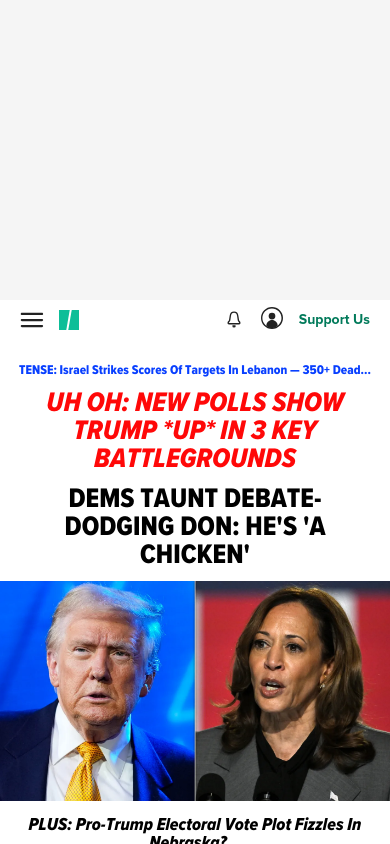 Support Us
TENSE: Israel Strikes Scores Of Targets In Lebanon — 350+ Dead...
UH OH: NEW POLLS SHOW
TRUMP *UP* IN 3 KEY
BATTLEGROUNDS
DEMS TAUNT DEBATE-
DODGING DON: HE'S 'A
CHICKEN'
PLUS: Pro-Trump Electoral Vote Plot Fizzles In
Nebraska?